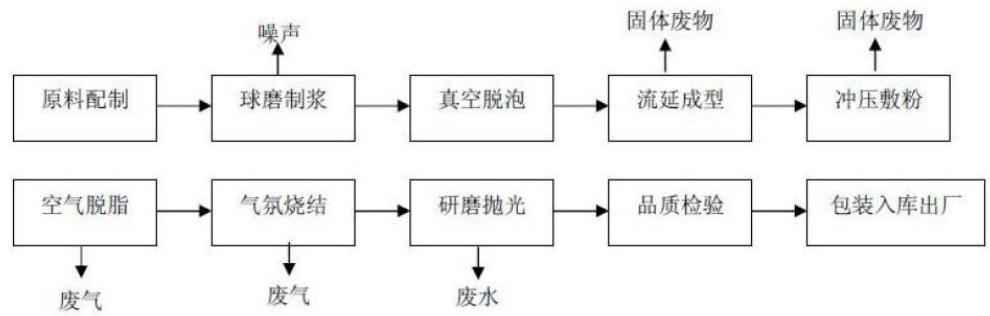 噪声
固体废物
固体废物
原料配制
球磨制浆
真空脱泡
流延成型
冲压敷粉
空气脱脂
气氛烧结
研磨抛光
品质检验
包装入库出厂
废气
废气
废水